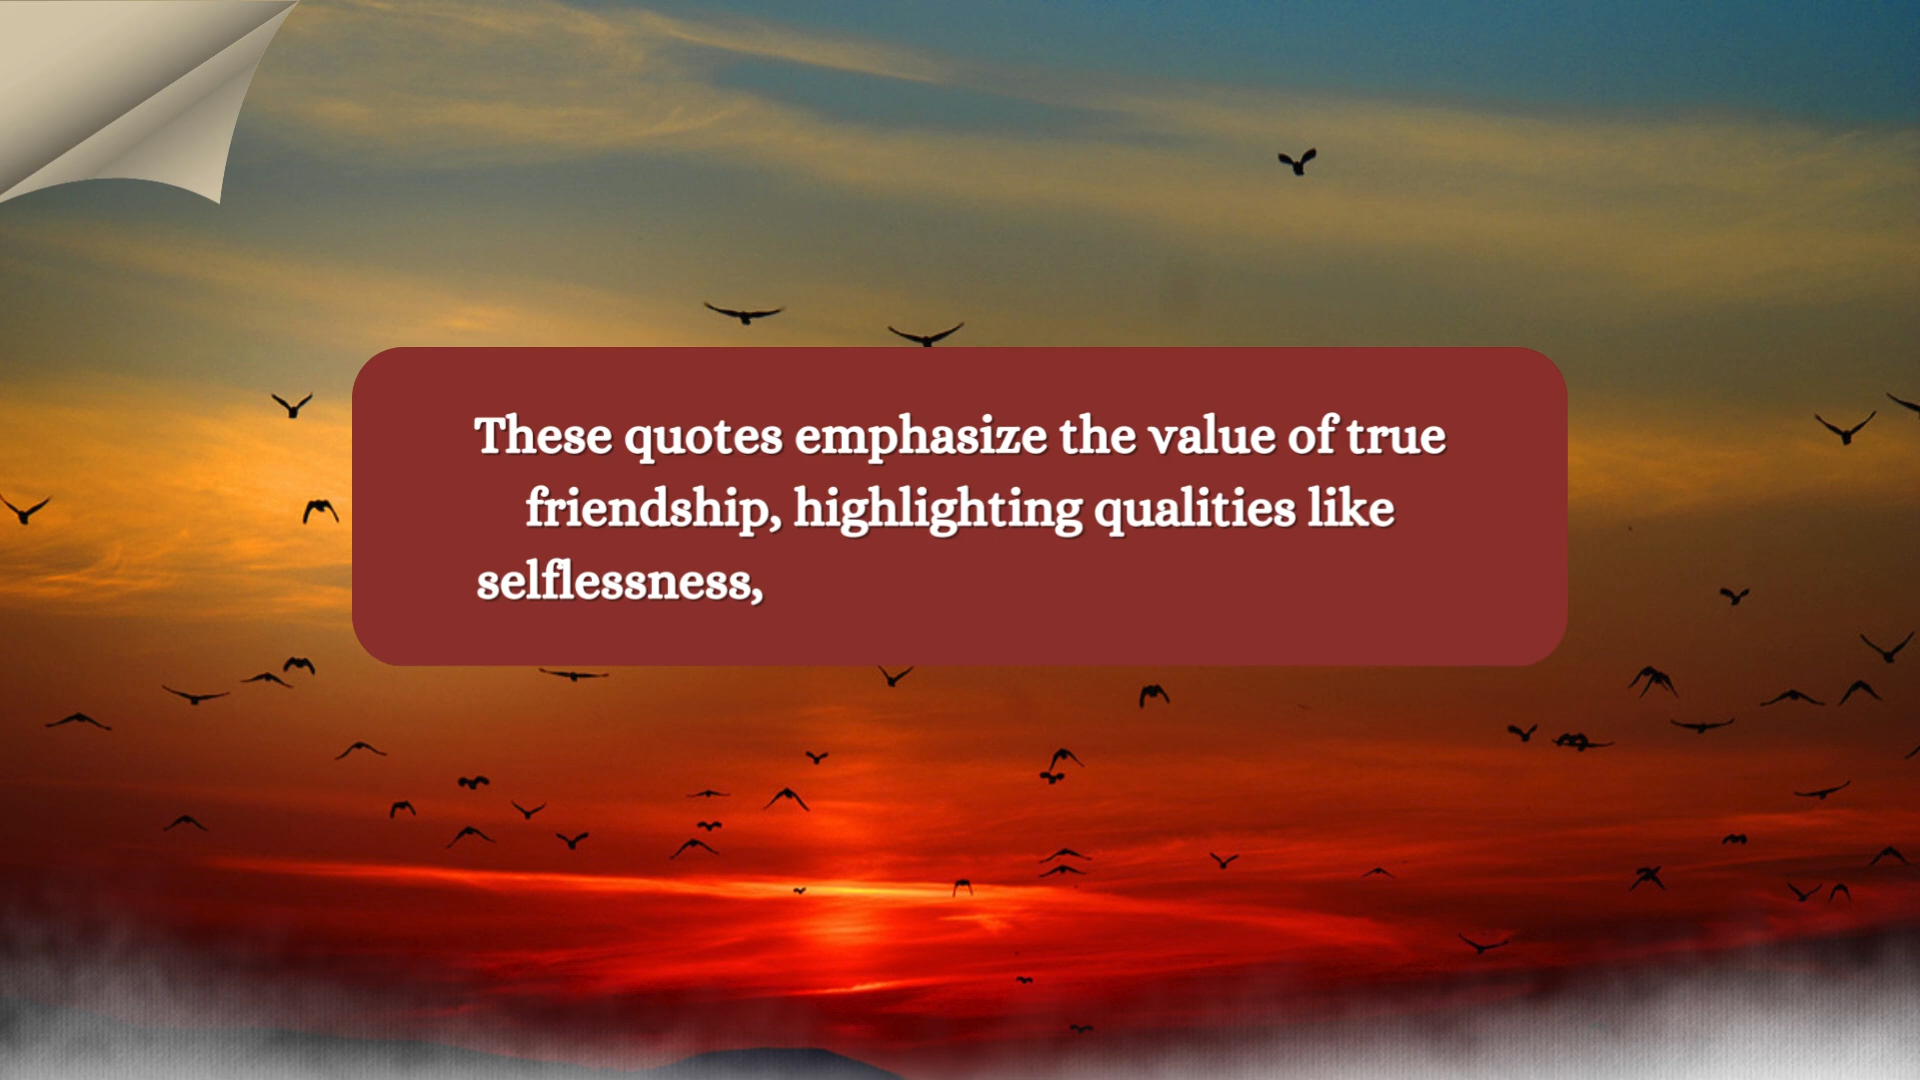 These quotes emphasize the value of true
friendship, highlighting qualities like
selflessness,